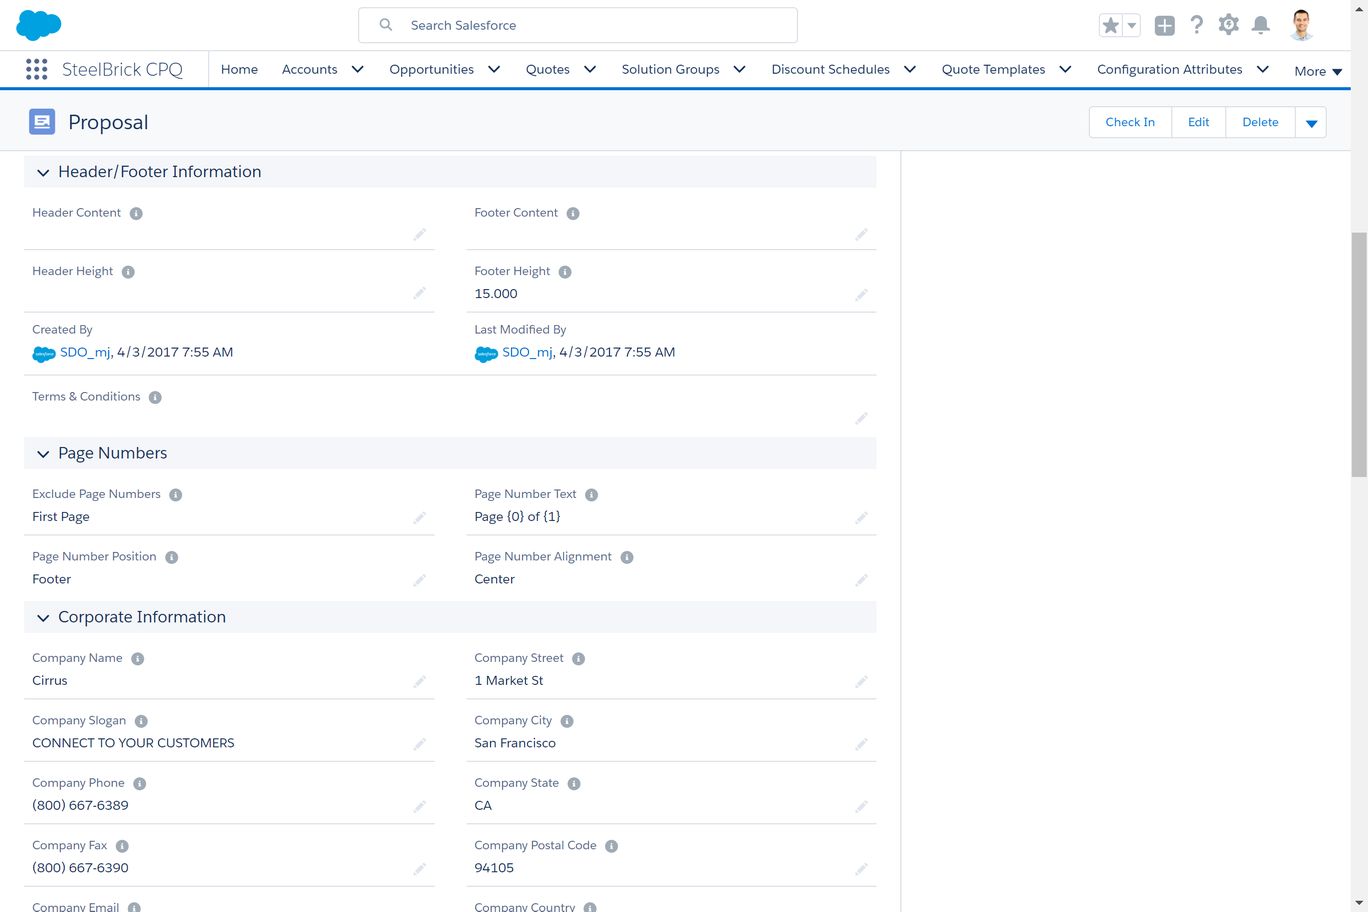 Search Salesforce
SteelBrick CPQ
Home
Accounts
Opportunities
Quotes
Solution Groups
Discount Schedules
Quote Templates
Configuration Attributes
More
Proposal
Check In
Edit
Delete
Header/Footer Information
Header Content
Footer Content
Header Height
Footer Height
15.000
Created By
Last Modified By
salesforce SDO_mj, 4/3/2017 7:55 AM
salesforce SDO_mj, 4/3/2017 7:55 AM
Terms & Conditions
Page Numbers
Exclude Page Numbers
Page Number Text
First Page
Page {0} of {1}
Page Number Position
Page Number Alignment
Footer
Center
Corporate Information
Company Name
Company Street
Cirrus
1 Market St
Company Slogan
Company City
CONNECT TO YOUR CUSTOMERS
San Francisco
Company Phone
Company State
(800) 667-6389
CA
Company Fax
Company Postal Code
(800) 667-6390
94105
Company Email
Company Country